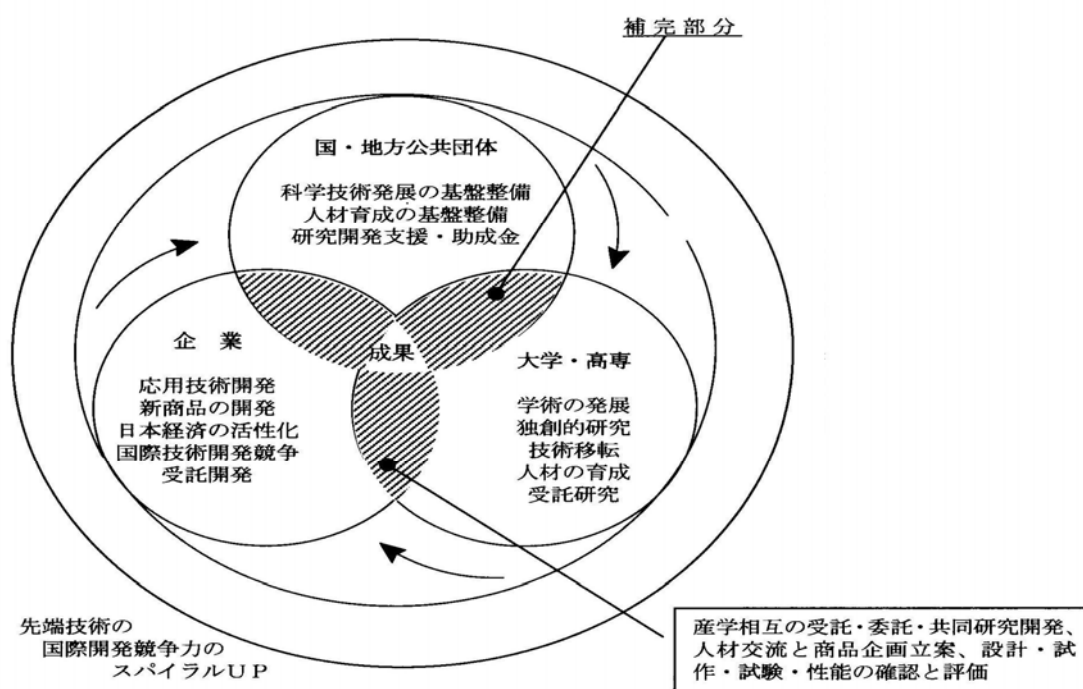 補完部分
国・地方公共団体
科学技術発展の基盤整備
人材育成の基盤整備
研究開発支援・助成金
企 業
応用技術開発
新商品の開発
日本経済の活性化
国際技術開発競争
受託開発
成果
大学・高専
学術の発展
独創的研究
技術移転
人材の育成
受託研究
先端技術の
国際開発競争力の
スパイラルUP
産学相互の受託・委託・共同研究開発、
人材交流と商品企画立案、設計・試
作・試験・性能の確認と評価